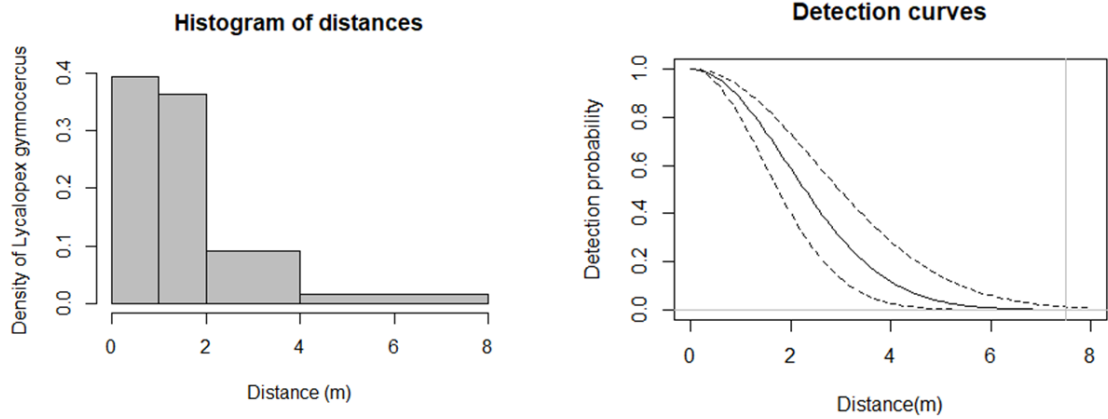 Histogram of distances
Density of Lycalopex gymnocercus
0.4
0.3
0.2
0.1
0.0
0 2 4 6 8
Distance (m)
Detection curves
Detection probability
1.0
0.8
0.6
0.4
0.2
0.0
0 2 4 6 8
Distance(m)